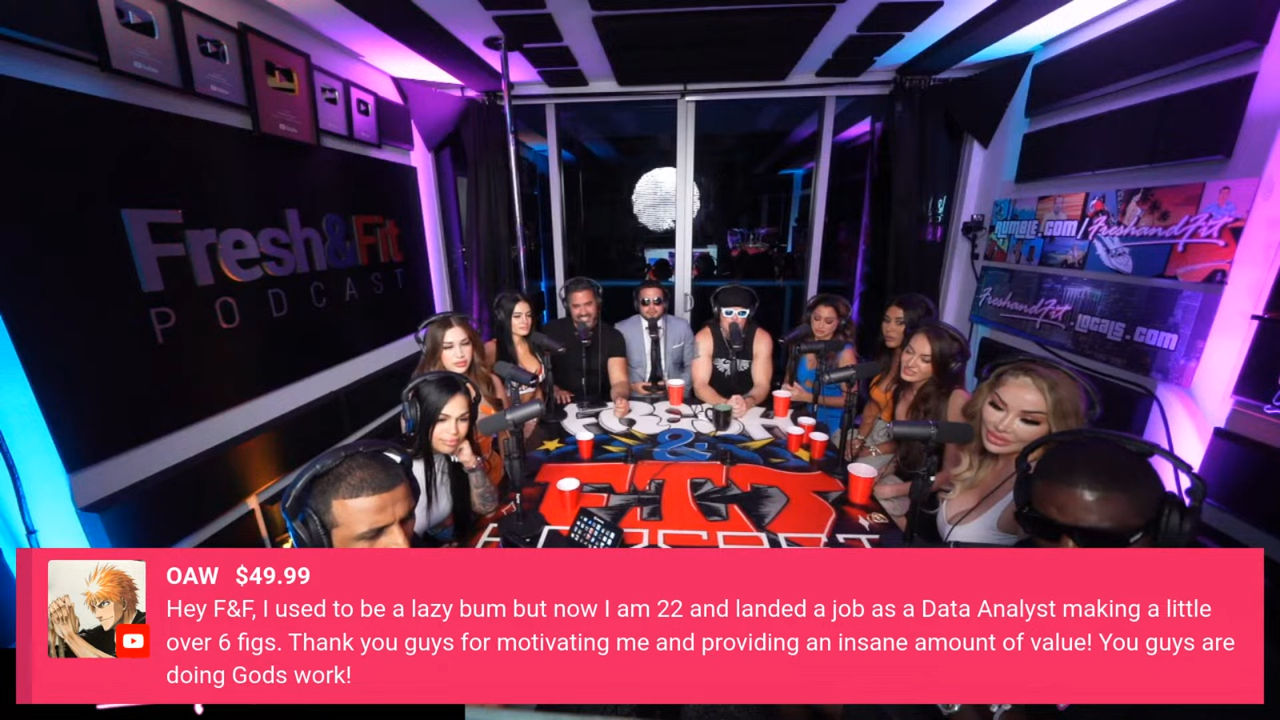 Fresh&Fit
PODCAST
RUMBLE.COM/FreshandFit
FreshandFit.LOCALS.COM
FRESH
&
FIT
OAW $49.99
Hey F&F, I used to be a lazy bum but now I am 22 and landed a job as a Data Analyst making a little
over 6 figs. Thank you guys for motivating me and providing an insane amount of value! You guys are
doing Gods work!